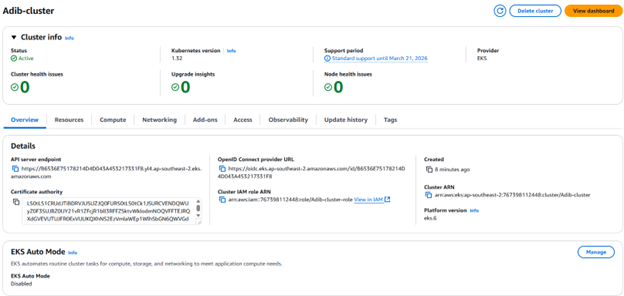 Adib-cluster
Delete cluster
View dashboard
Cluster info Info
Status
Active
Kubernetes version Info
1.32
Support period
Standard support until March 21, 2026
Provider
EKS
Cluster health issues
0
Upgrade insights
0
Node health issues
0
Overview
Resources
Compute
Networking
Add-ons
Access
Observability
Update history
Tags
Details
API server endpoint
https://86536E75178214D4D043A453217331F8.yl4.ap-southeast-2.eks.
amazonaws.com
Certificate authority
OpenID Connect provider URL
https://oidc.eks.ap-southeast-2.amazonaws.com/id/86536E75178214D
4D043A453217331F8
Cluster IAM role ARN
arn:aws:iam::767398112448:role/Adib-cluster-role View in IAM
Created
8 minutes ago
Cluster ARN
arn:aws:eks:ap-southeast-2:767398112448:cluster/Adib-cluster
Platform version Info
eks.6
EKS Auto Mode Info
Manage
EKS automates routine cluster tasks for compute, storage, and networking to meet application compute needs.
EKS Auto Mode
Disabled